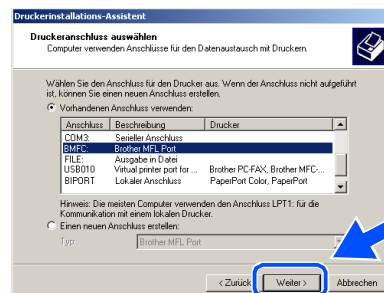 Druckerinstallations-Assistent
Druckeranschluss auswählen
Computer verwenden Anschlüsse für den Datenaustausch mit Druckern.
Wählen Sie den Anschluss für den Drucker aus. Wenn der Anschluss nicht aufgeführt
ist, können Sie einen neuen Anschluss erstellen.
Vorhandenen Anschluss verwenden:
Anschluss Beschreibung Drucker
COM3: Serieller Anschluss
BMFC: Brother MFL Port
FILE: Ausgabe in Datei
USB010 Virtual printer port for ... Brother PC-FAX, Brother MFC-...
BIPORT Lokaler Anschluss PaperPort Color, PaperPort
Hinweis: Die meisten Computer verwenden den Anschluss LPT1: für die
Kommunikation mit einem lokalen Drucker.
Einen neuen Anschluss erstellen:
Typ: Brother MFL Port
< Zurück Weiter > Abbrechen